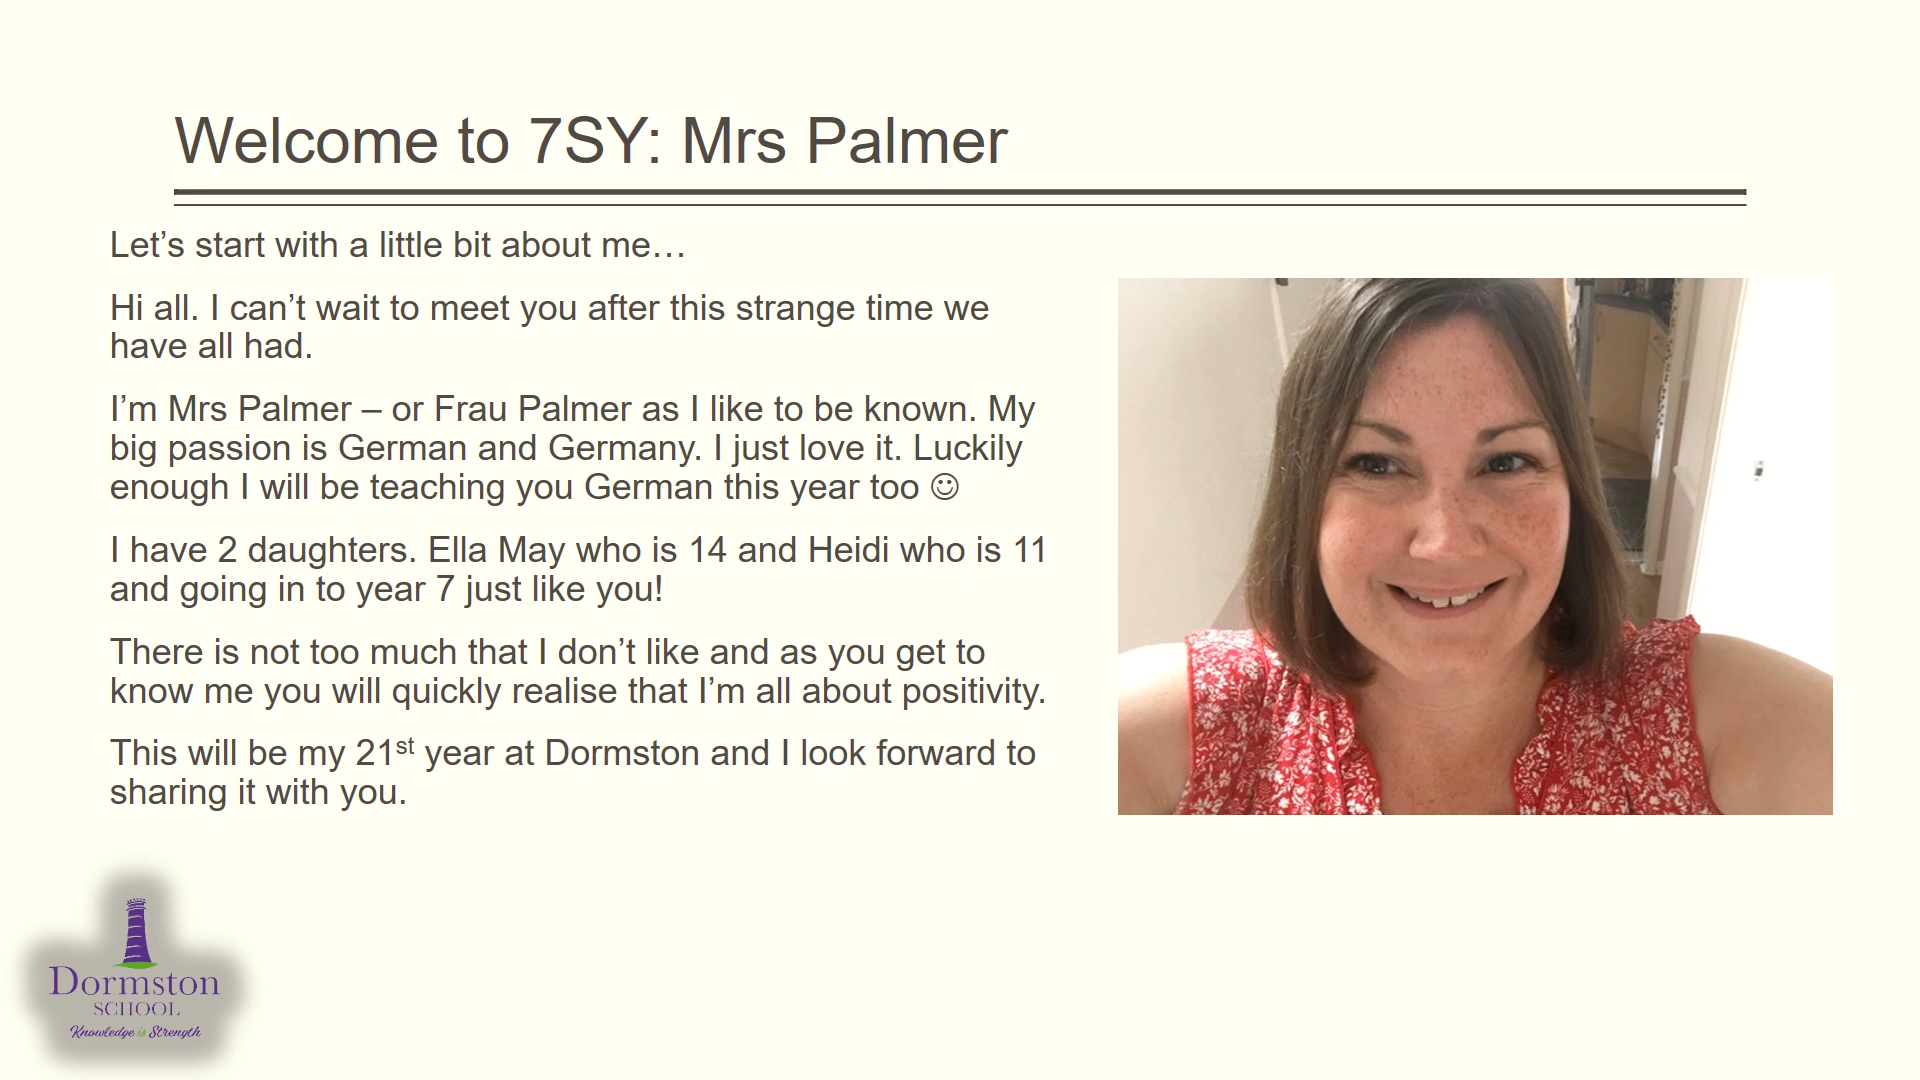 Welcome to 7SY: Mrs Palmer
Let’s start with a little bit about me…
Hi all. I can’t wait to meet you after this strange time we
have all had.
I’m Mrs Palmer – or Frau Palmer as I like to be known. My
big passion is German and Germany. I just love it. Luckily
enough I will be teaching you German this year too ☺
I have 2 daughters. Ella May who is 14 and Heidi who is 11
and going in to year 7 just like you!
There is not too much that I don’t like and as you get to
know me you will quickly realise that I’m all about positivity.
This will be my 21st year at Dormston and I look forward to
sharing it with you.
Dormston
SCHOOL
Knowledge is Strength